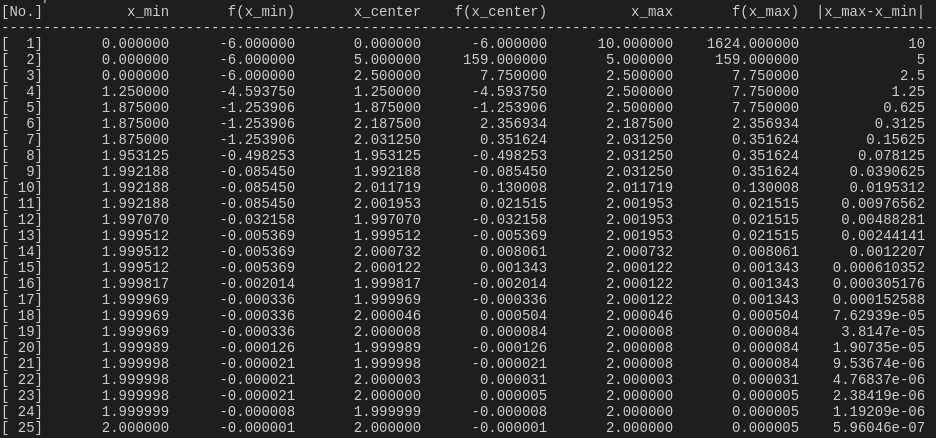 [No.] x_min f(x_min) x_center f(x_center) x_max f(x_max) |x_max-x_min|
--------------------------------------------------------------------------------------------------------------
[ 1] 0.000000 -6.000000 0.000000 -6.000000 10.000000 1624.000000 10
[ 2] 0.000000 -6.000000 5.000000 159.000000 5.000000 159.000000 5
[ 3] 0.000000 -6.000000 2.500000 7.750000 2.500000 7.750000 2.5
[ 4] 1.250000 -4.593750 1.250000 -4.593750 2.500000 7.750000 1.25
[ 5] 1.875000 -1.253906 1.875000 -1.253906 2.500000 7.750000 0.625
[ 6] 1.875000 -1.253906 2.187500 2.356934 2.187500 2.356934 0.3125
[ 7] 1.875000 -1.253906 2.031250 0.351624 2.031250 0.351624 0.15625
[ 8] 1.953125 -0.498253 1.953125 -0.498253 2.031250 0.351624 0.078125
[ 9] 1.992188 -0.085450 1.992188 -0.085450 2.031250 0.351624 0.0390625
[ 10] 1.992188 -0.085450 2.011719 0.130008 2.011719 0.130008 0.0195312
[ 11] 1.992188 -0.085450 2.001953 0.021515 2.001953 0.021515 0.00976562
[ 12] 1.997070 -0.032158 1.997070 -0.032158 2.001953 0.021515 0.00488281
[ 13] 1.999512 -0.005369 1.999512 -0.005369 2.001953 0.021515 0.00244141
[ 14] 1.999512 -0.005369 2.000732 0.008061 2.000732 0.008061 0.0012207
[ 15] 1.999512 -0.005369 2.000122 0.001343 2.000122 0.001343 0.000610352
[ 16] 1.999817 -0.002014 1.999817 -0.002014 2.000122 0.001343 0.000305176
[ 17] 1.999969 -0.000336 1.999969 -0.000336 2.000122 0.001343 0.000152588
[ 18] 1.999969 -0.000336 2.000046 0.000504 2.000046 0.000504 7.62939e-05
[ 19] 1.999969 -0.000336 2.000008 0.000084 2.000008 0.000084 3.8147e-05
[ 20] 1.999989 -0.000126 1.999989 -0.000126 2.000008 0.000084 1.90735e-05
[ 21] 1.999998 -0.000021 1.999998 -0.000021 2.000008 0.000084 9.53674e-06
[ 22] 1.999998 -0.000021 2.000003 0.000031 2.000003 0.000031 4.76837e-06
[ 23] 1.999998 -0.000021 2.000000 0.000005 2.000000 0.000005 2.38419e-06
[ 24] 1.999999 -0.000008 1.999999 -0.000008 2.000000 0.000005 1.19209e-06
[ 25] 2.000000 -0.000001 2.000000 -0.000001 2.000000 0.000005 5.96046e-07